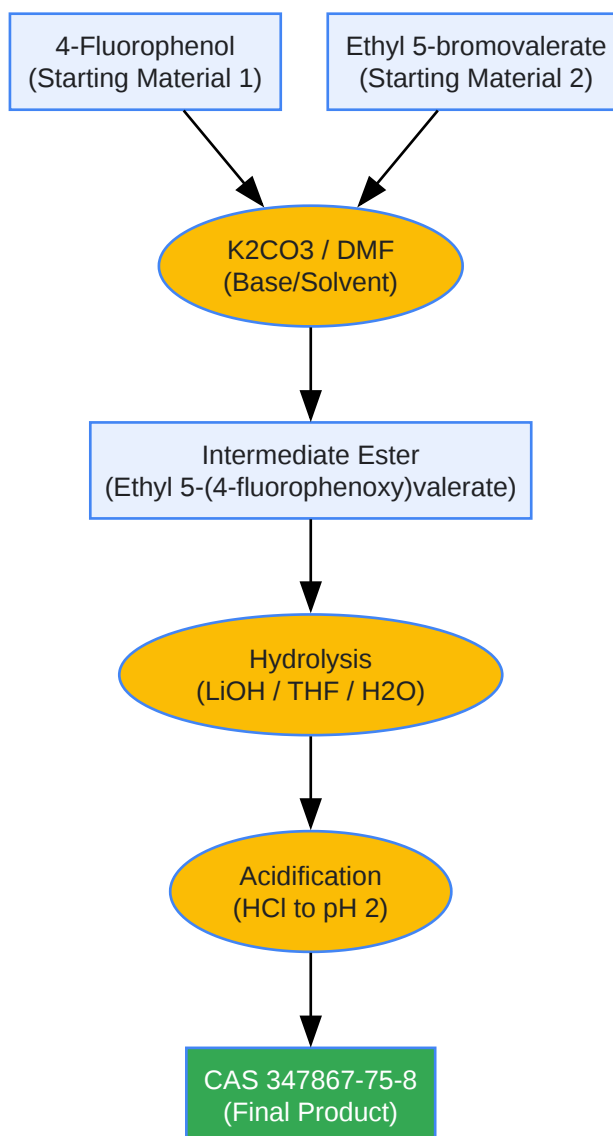 4-Fluorophenol
(Starting Material 1)
Ethyl 5-bromovalerate
(Starting Material 2)
K2CO3 / DMF
(Base/Solvent)
Intermediate Ester
(Ethyl 5-(4-fluorophenoxy)valerate)
Hydrolysis
(LiOH / THF / H2O)
Acidification
(HCl to pH 2)
CAS 347867-75-8
(Final Product)